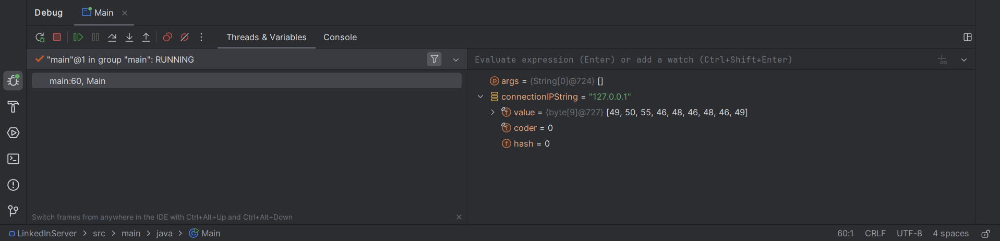 Debug Main
Threads & Variables Console
"main"@1 in group "main": RUNNING
Evaluate expression (Enter) or add a watch (Ctrl+Shift+Enter)
main:60, Main
args = {String[0]@724} []
connectionIPString = "127.0.0.1"
value = {byte[9]@727} [49, 50, 55, 46, 48, 46, 48, 46, 49]
coder = 0
hash = 0
Switch frames from anywhere in the IDE with Ctrl+Alt+Up and Ctrl+Alt+Down
LinkedInServer > src > main > java > Main 60:1 CRLF UTF-8 4 spaces